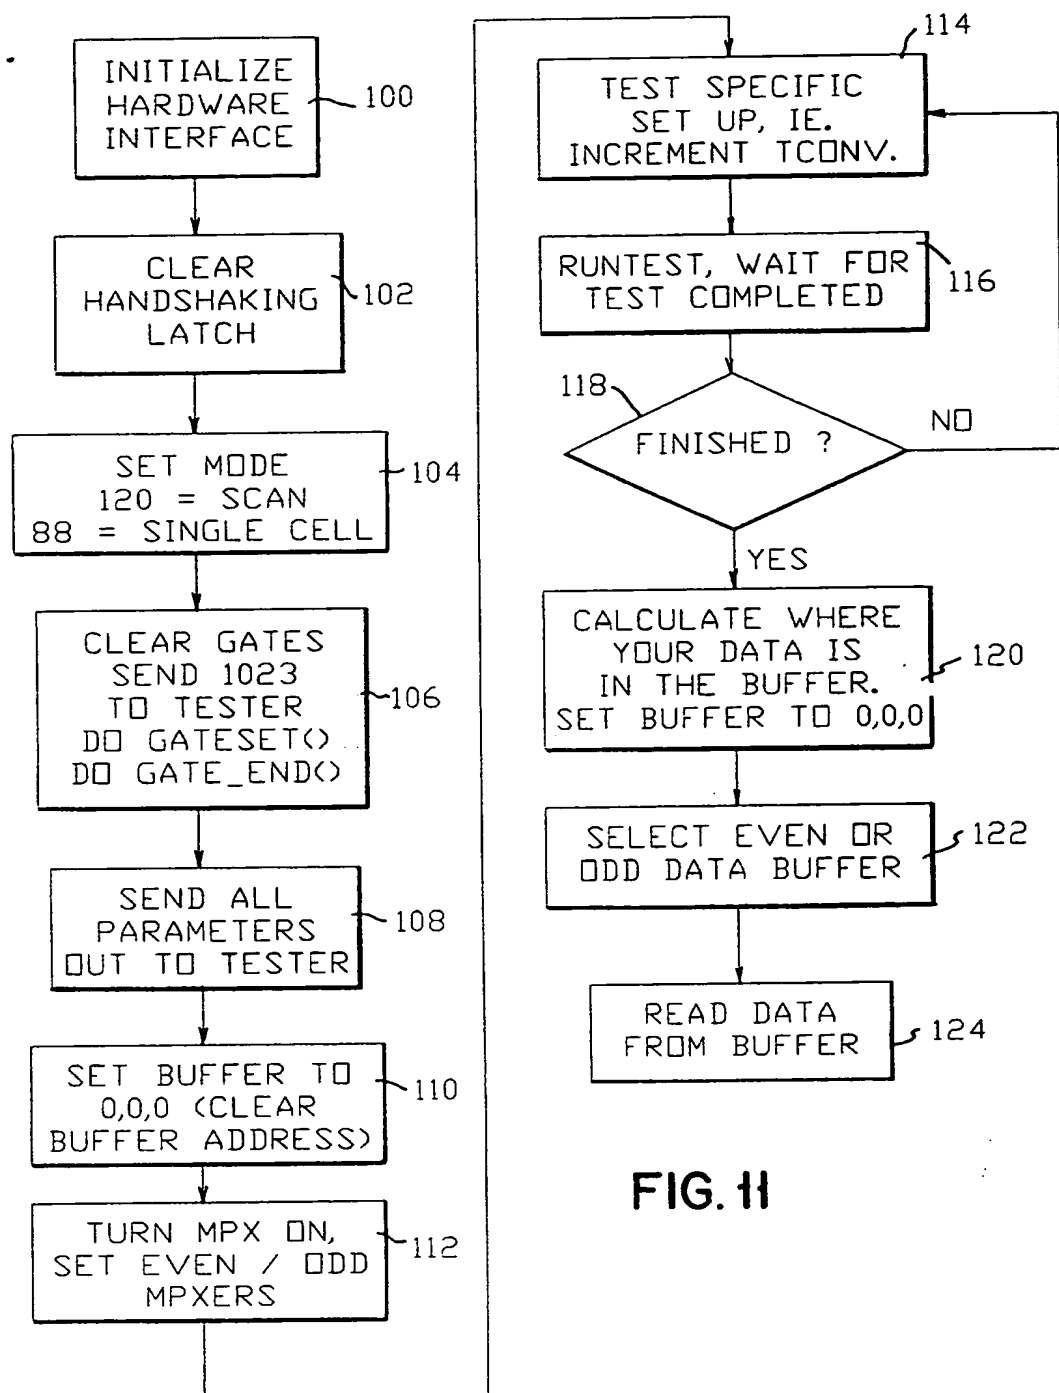 INITIALIZE
HARDWARE
INTERFACE
100
CLEAR
HANDSHAKING
LATCH
102
SET MODE
120 = SCAN
88 = SINGLE CELL
104
CLEAR GATES
SEND 1023
TO TESTER
DO GATESET()
DO GATE_END()
106
SEND ALL
PARAMETERS
OUT TO TESTER
108
SET BUFFER TO
0,0,0 (CLEAR
BUFFER ADDRESS)
110
TURN MPX ON,
SET EVEN / ODD
MPXERS
112
TEST SPECIFIC
SET UP, IE.
INCREMENT TCONV.
114
RUNTEST, WAIT FOR
TEST COMPLETED
116
FINISHED ?
118
NO
YES
CALCULATE WHERE
YOUR DATA IS
IN THE BUFFER.
SET BUFFER TO 0,0,0
120
SELECT EVEN OR
ODD DATA BUFFER
122
READ DATA
FROM BUFFER
124
FIG. 11